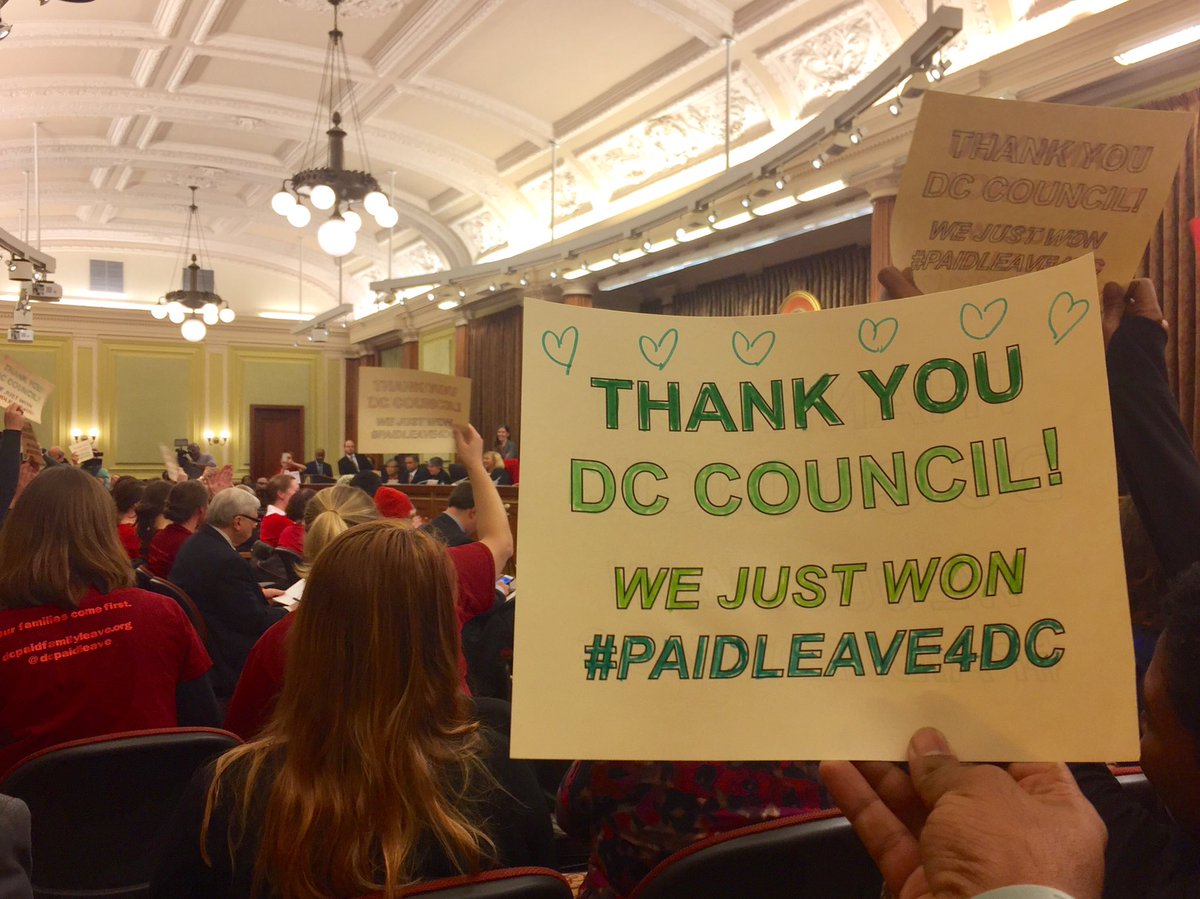 THANK YOU
DC COUNCIL!
WE JUST WON
#PAIDLEAVE4DC
THANK YOU
DC COUNCIL!
WE JUST WON
#PAIDLEAVE4DC
THANK YOU
DC COUNCIL!
WE JUST WON
#PAIDLEAVE4DC
our families come first.
dcpaidfamilyleave.org
@dcpaidleave